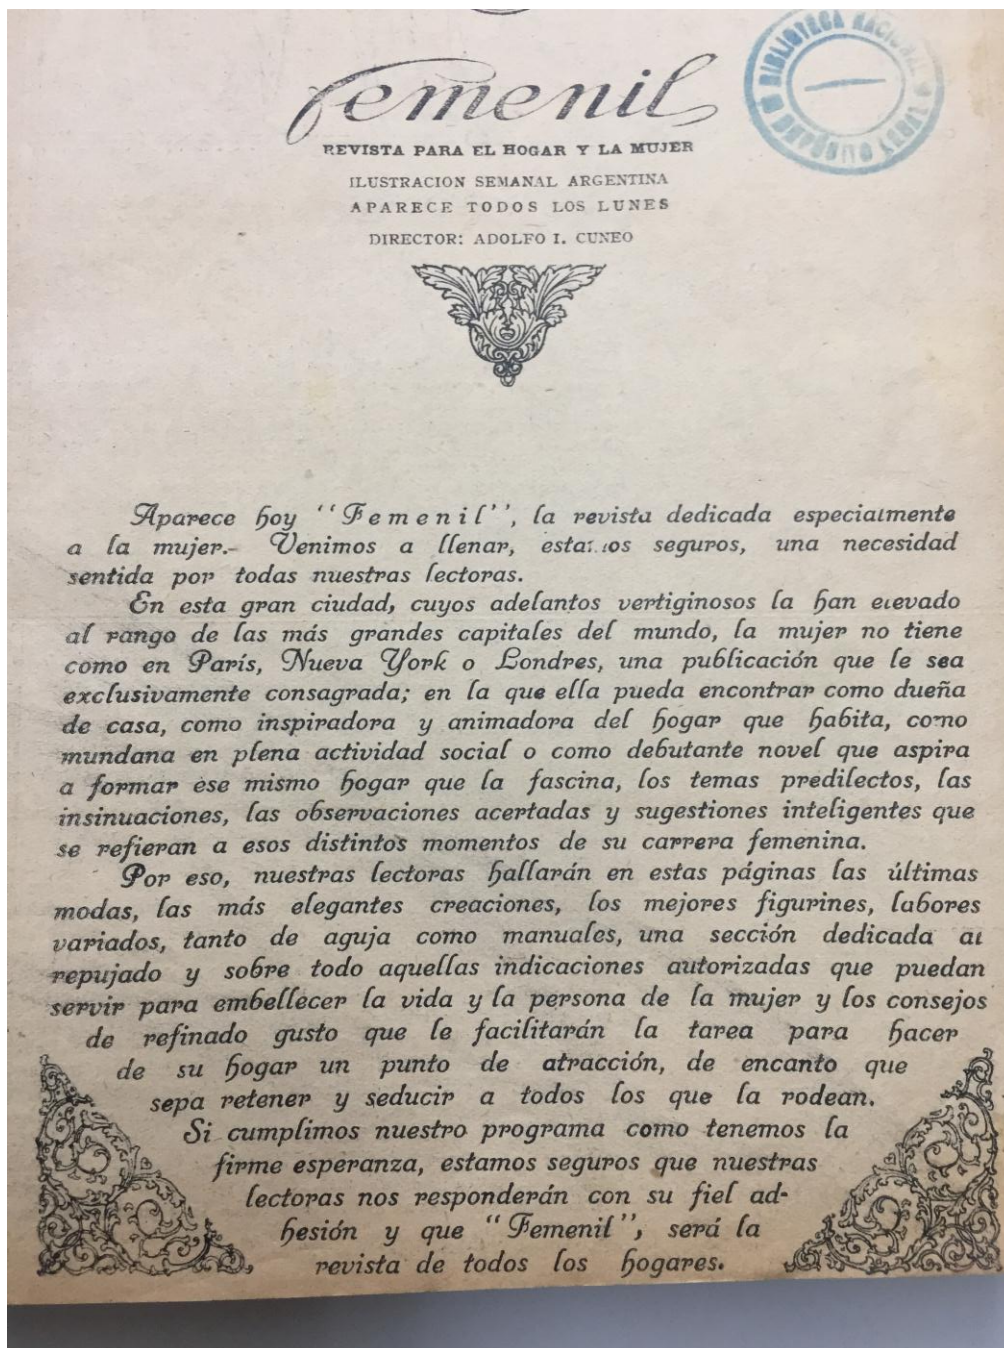 Femenil
REVISTA PARA EL HOGAR Y LA MUJER
ILUSTRACION SEMANAL ARGENTINA
APARECE TODOS LOS LUNES
DIRECTOR: ADOLFO I. CUNEO
BIBLIOTECA NACIONAL
DEPÓSITO LEGAL
Aparece hoy "Femenil", la revista dedicada especialmente
a la mujer.- Venimos a llenar, estamos seguros, una necesidad
sentida por todas nuestras lectoras.
En esta gran ciudad, cuyos adelantos vertiginosos la han elevado
al rango de las más grandes capitales del mundo, la mujer no tiene
como en París, Nueva York o Londres, una publicación que le sea
exclusivamente consagrada; en la que ella pueda encontrar como dueña
de casa, como inspiradora y animadora del hogar que habita, como
mundana en plena actividad social o como debutante novel que aspira
a formar ese mismo hogar que la fascina, los temas predilectos, las
insinuaciones, las observaciones acertadas y sugestiones inteligentes que
se refieran a esos distintos momentos de su carrera femenina.
Por eso, nuestras lectoras hallarán en estas páginas las últimas
modas, las más elegantes creaciones, los mejores figurines, labores
variados, tanto de aguja como manuales, una sección dedicada al
repujado y sobre todo aquellas indicaciones autorizadas que puedan
servir para embellecer la vida y la persona de la mujer y los consejos
de refinado gusto que le facilitarán la tarea para hacer
de su hogar un punto de atracción, de encanto que
sepa retener y seducir a todos los que la rodean.
Si cumplimos nuestro programa como tenemos la
firme esperanza, estamos seguros que nuestras
lectoras nos responderán con su fiel ad-
hesión y que "Femenil", será la
revista de todos los hogares.